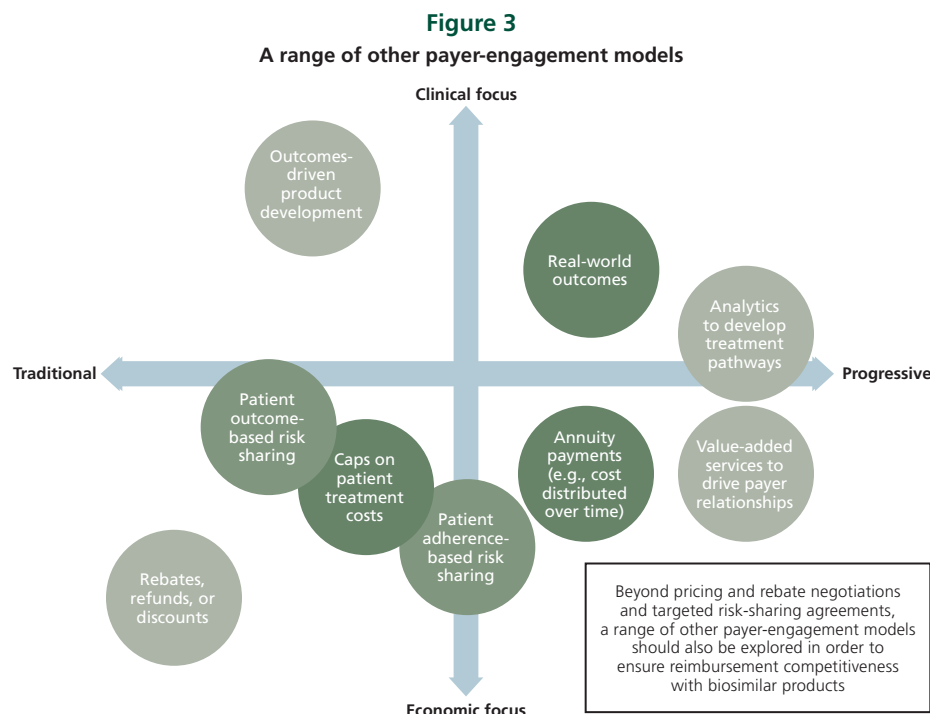 Figure 3
A range of other payer-engagement models
Clinical focus
Outcomes-
driven
product
development
Real-world
outcomes
Analytics
to develop
treatment
pathways
Traditional
Progressive
Patient
outcome-
based risk
sharing
Caps on
patient
treatment
costs
Annuity
payments
(e.g., cost
distributed
over time)
Value-added
services to
drive payer
relationships
Patient
adherence-
based risk
sharing
Rebates,
refunds, or
discounts
Beyond pricing and rebate negotiations
and targeted risk-sharing agreements,
a range of other payer-engagement models
should also be explored in order to
ensure reimbursement competitiveness
with biosimilar products
Economic focus